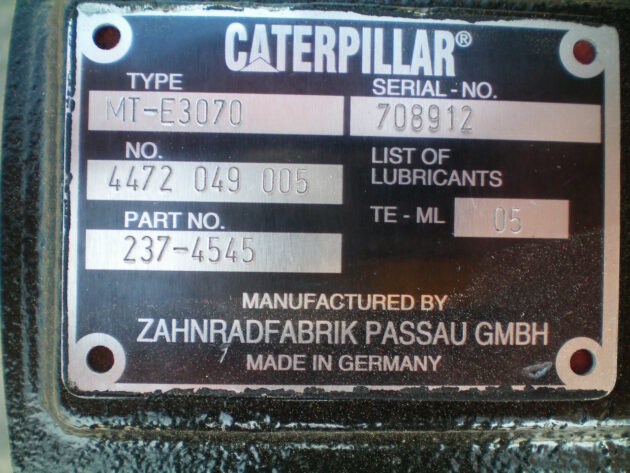 CATERPILLAR®
TYPE
MT-E3070
SERIAL - NO.
708912
NO.
4472 049 005
LIST OF
LUBRICANTS
TE - ML 05
PART NO.
237-4545
MANUFACTURED BY
ZAHNRADFABRIK PASSAU GMBH
MADE IN GERMANY